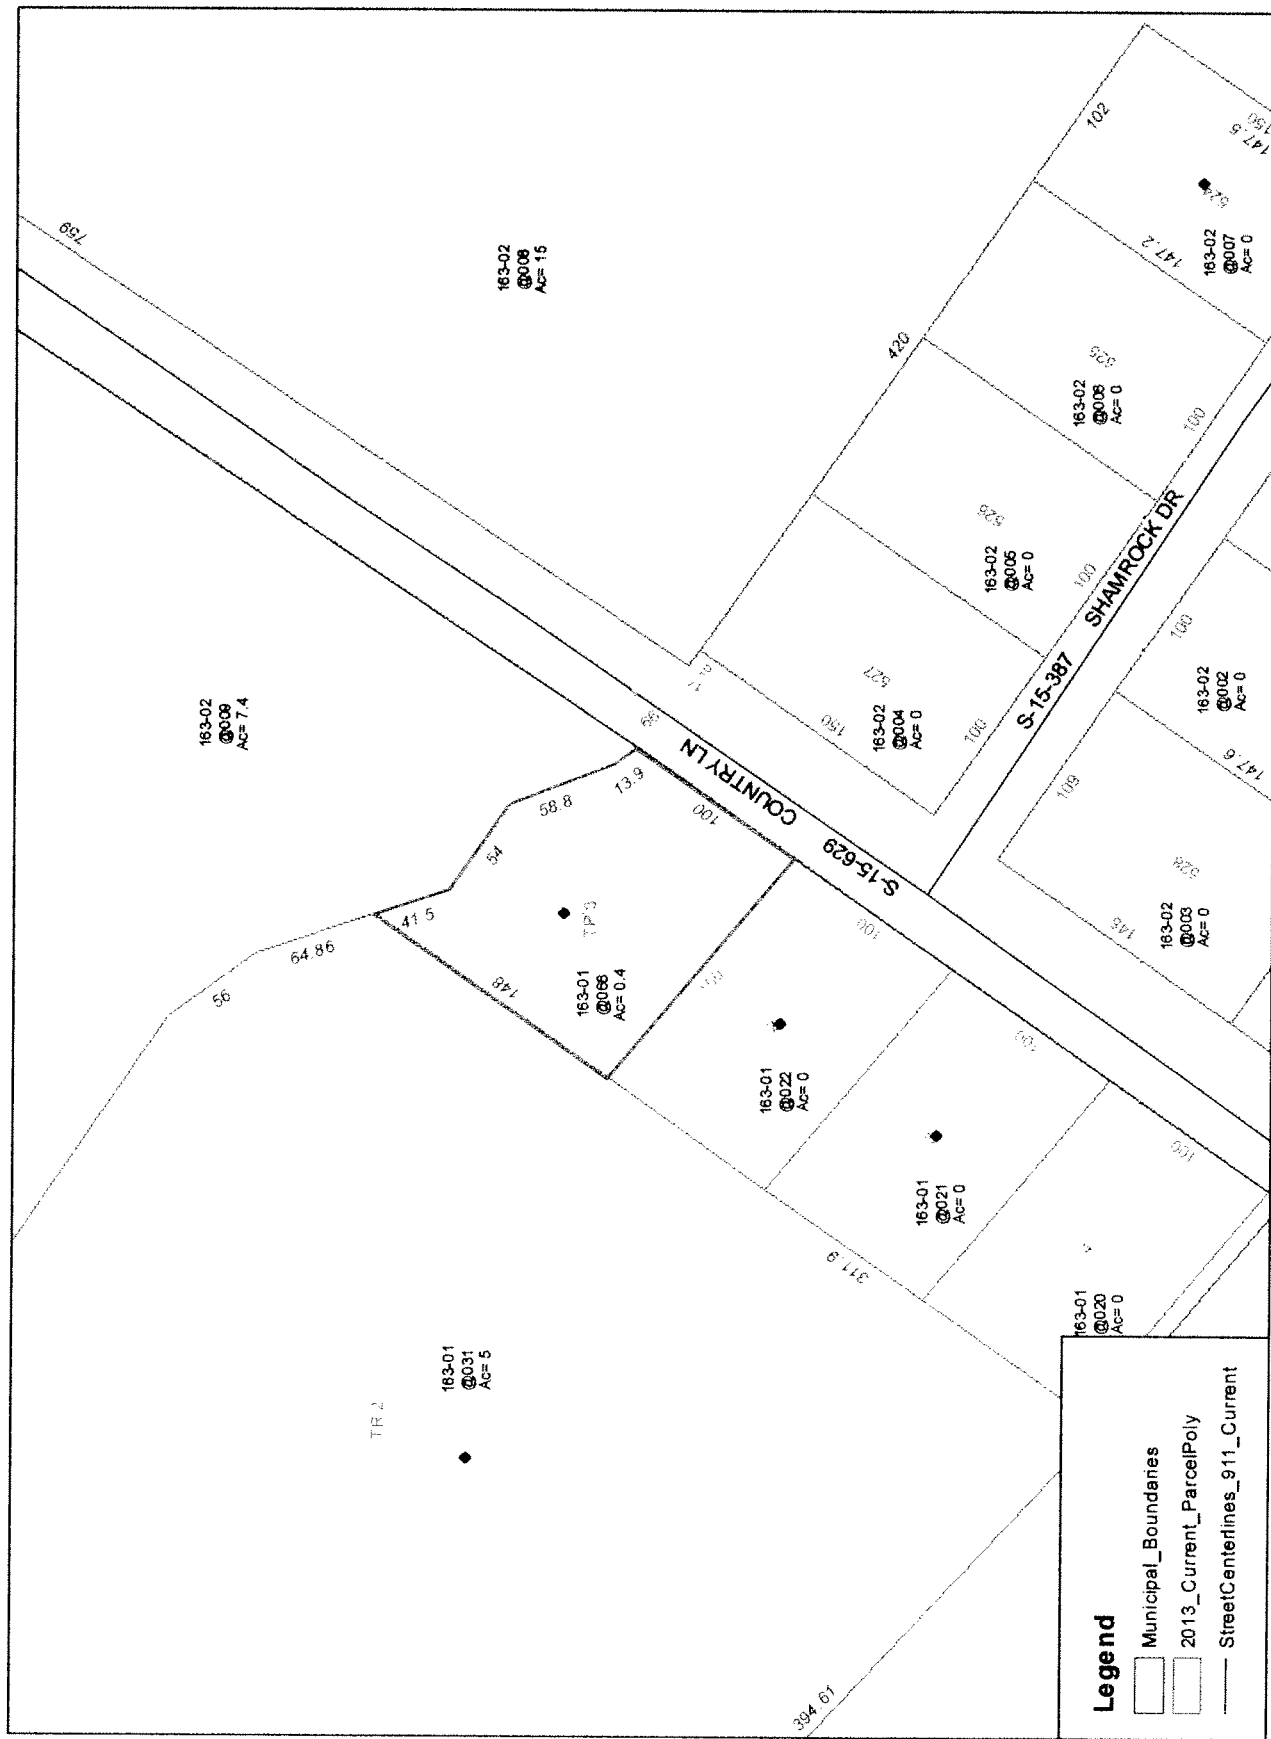 759
163-02
@008
Ac= 15
102
147.5
150
524
163-02
@007
Ac= 0
147.2
420
525
163-02
@006
Ac= 0
100
526
163-02
@005
Ac= 0
100
S-15-387 SHAMROCK DR
527
163-02
@004
Ac= 0
150
100
66
163-02
@009
Ac= 7.4
S-15-629 COUNTRY LN
100
163-02
@002
Ac= 0
147.6
109
528
163-02
@003
Ac= 0
145
13.9
58.8
54
41.5
100
TR 3
163-01
@066
Ac= 0.4
148
64.86
56
100
163-01
@022
Ac= 0
100
163-01
@021
Ac= 0
100
311.9
163-01
@020
Ac= 0
163-01
@031
Ac= 5
TR 2
394.61
Legend
Municipal_Boundaries
2013_Current_ParcelPoly
StreetCenterlines_911_Current